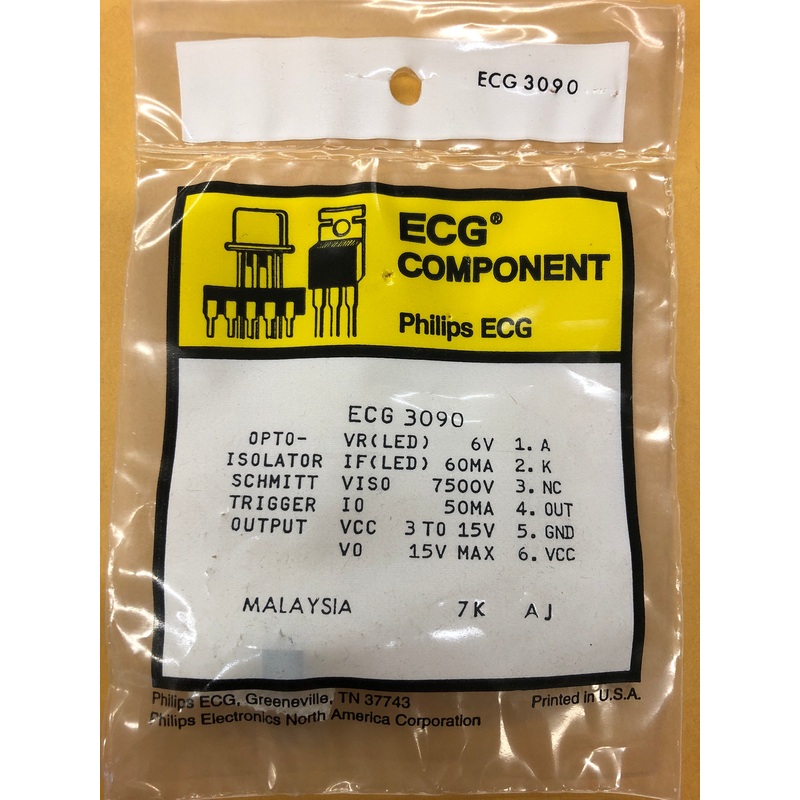 ECG 3090
ECG®
COMPONENT
Philips ECG
ECG 3090
OPTO- VR(LED) 6V 1. A
ISOLATOR IF(LED) 60MA 2. K
SCHMITT VISO 7500V 3. NC
TRIGGER IO 50MA 4. OUT
OUTPUT VCC 3 TO 15V 5. GND
VO 15V MAX 6. VCC
MALAYSIA 7K AJ
Philips ECG, Greeneville, TN 37743 Printed in U.S.A.
Philips Electronics North America Corporation